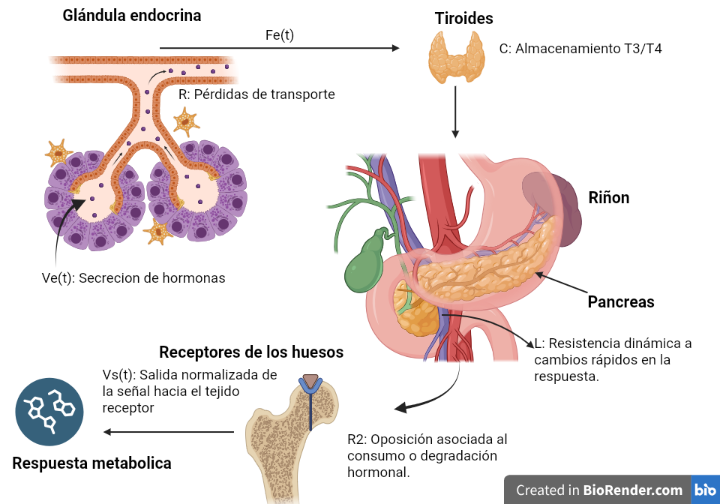 Glándula endocrina
Fe(t)
Tiroides
C: Almacenamiento T3/T4
R: Pérdidas de transporte
Ve(t): Secrecion de hormonas
Riñon
Pancreas
L: Resistencia dinámica a
cambios rápidos en la
respuesta.
Receptores de los huesos
Vs(t): Salida normalizada de
la señal hacia el tejido
receptor
Respuesta metabolica
R2: Oposición asociada al
consumo o degradación
hormonal.
Created in BioRender.com bio